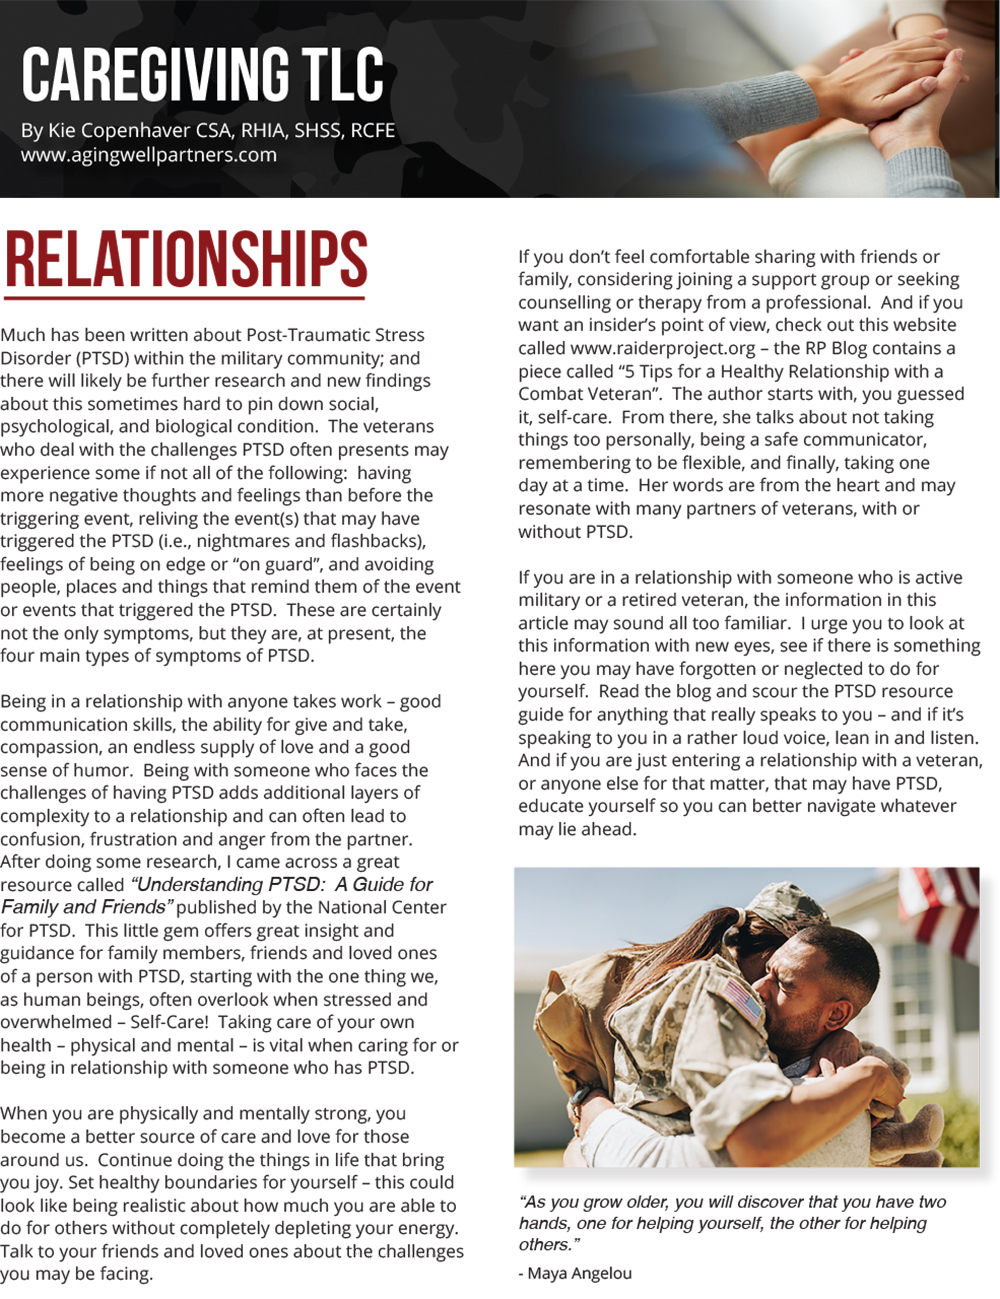 CAREGIVING TLC
By Kie Copenhaver CSA, RHIA, SHSS, RCFE
www.agingwellpartners.com
RELATIONSHIPS
Much has been written about Post-Traumatic Stress
Disorder (PTSD) within the military community; and
there will likely be further research and new findings
about this sometimes hard to pin down social,
psychological, and biological condition.  The veterans
who deal with the challenges PTSD often presents may
experience some if not all of the following:  having
more negative thoughts and feelings than before the
triggering event, reliving the event(s) that may have
triggered the PTSD (i.e., nightmares and flashbacks),
feelings of being on edge or “on guard”, and avoiding
people, places and things that remind them of the event
or events that triggered the PTSD.  These are certainly
not the only symptoms, but they are, at present, the
four main types of symptoms of PTSD.
Being in a relationship with anyone takes work – good
communication skills, the ability for give and take,
compassion, an endless supply of love and a good
sense of humor.  Being with someone who faces the
challenges of having PTSD adds additional layers of
complexity to a relationship and can often lead to
confusion, frustration and anger from the partner.
After doing some research, I came across a great
resource called “Understanding PTSD:  A Guide for
Family and Friends” published by the National Center
for PTSD.  This little gem offers great insight and
guidance for family members, friends and loved ones
of a person with PTSD, starting with the one thing we,
as human beings, often overlook when stressed and
overwhelmed – Self-Care!  Taking care of your own
health – physical and mental – is vital when caring for or
being in relationship with someone who has PTSD.
When you are physically and mentally strong, you
become a better source of care and love for those
around us.  Continue doing the things in life that bring
you joy. Set healthy boundaries for yourself – this could
look like being realistic about how much you are able to
do for others without completely depleting your energy.
Talk to your friends and loved ones about the challenges
you may be facing.
If you don’t feel comfortable sharing with friends or
family, considering joining a support group or seeking
counselling or therapy from a professional.  And if you
want an insider’s point of view, check out this website
called www.raiderproject.org – the RP Blog contains a
piece called “5 Tips for a Healthy Relationship with a
Combat Veteran”.  The author starts with, you guessed
it, self-care.  From there, she talks about not taking
things too personally, being a safe communicator,
remembering to be flexible, and finally, taking one
day at a time.  Her words are from the heart and may
resonate with many partners of veterans, with or
without PTSD.
If you are in a relationship with someone who is active
military or a retired veteran, the information in this
article may sound all too familiar.  I urge you to look at
this information with new eyes, see if there is something
here you may have forgotten or neglected to do for
yourself.  Read the blog and scour the PTSD resource
guide for anything that really speaks to you – and if it’s
speaking to you in a rather loud voice, lean in and listen.
And if you are just entering a relationship with a veteran,
or anyone else for that matter, that may have PTSD,
educate yourself so you can better navigate whatever
may lie ahead.
“As you grow older, you will discover that you have two
hands, one for helping yourself, the other for helping
others.”
- Maya Angelou